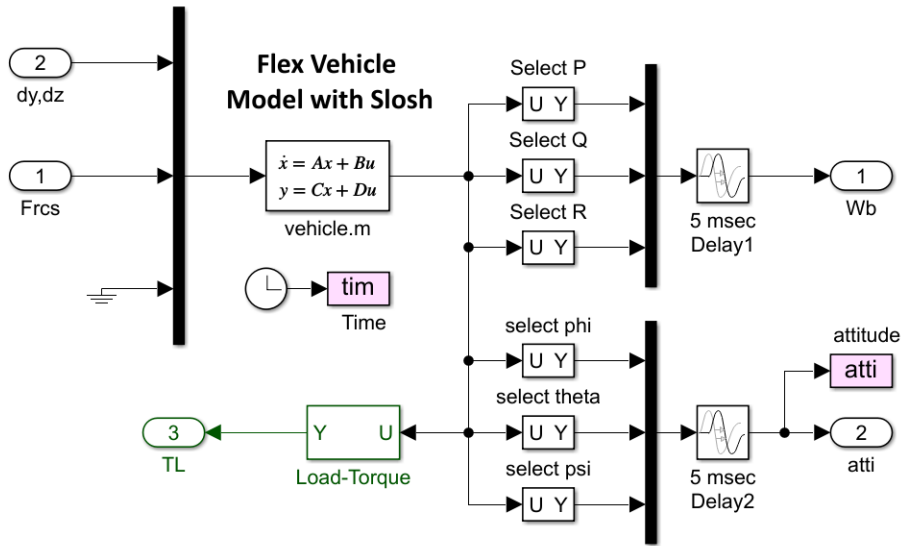 2
dy,dz
1
Frcs
Flex Vehicle
Model with Slosh
ẋ = Ax + Bu
y = Cx + Du
vehicle.m
tim
Time
Select P
U Y
Select Q
U Y
Select R
U Y
5 msec
Delay1
1
Wb
select phi
U Y
select theta
U Y
select psi
U Y
5 msec
Delay2
attitude
atti
2
atti
Y U
Load-Torque
3
TL